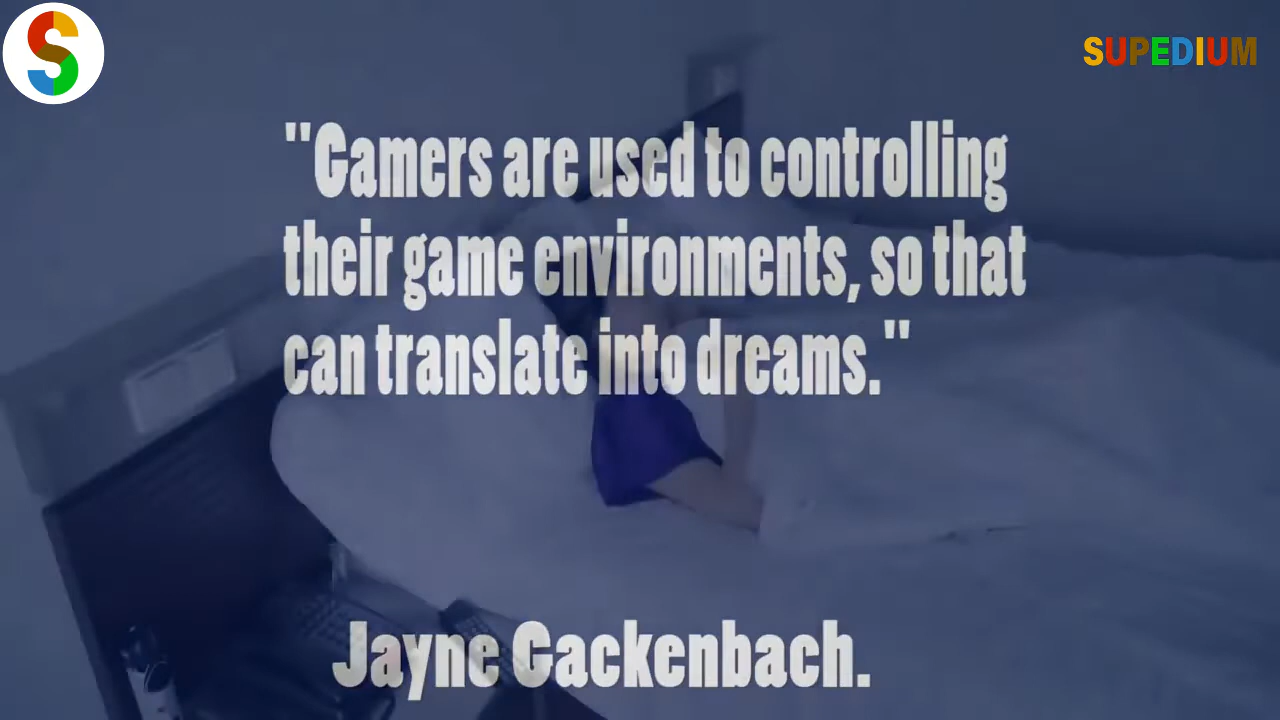 S
SUPEDIUM
"Gamers are used to controlling
their game environments, so that
can translate into dreams."
Jayne Gackenbach.